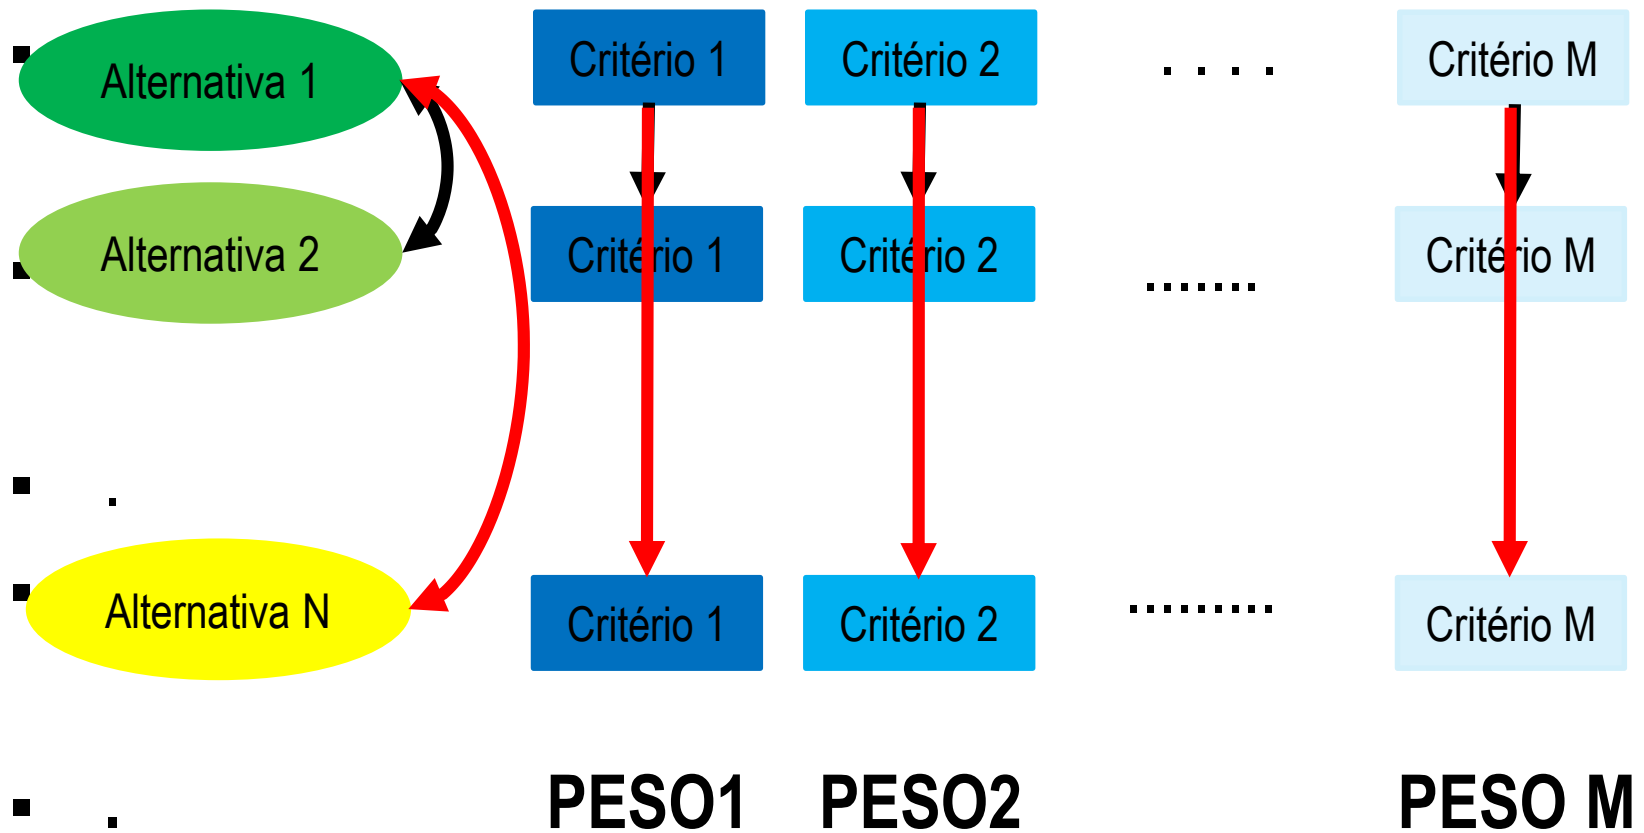 Alternativa 1 Critério 1 Critério 2 . . . . Critério M
Alternativa 2 Critério 1 Critério 2 ....... Critério M
.
Alternativa N Critério 1 Critério 2 ......... Critério M
. PESO1 PESO2 PESO M